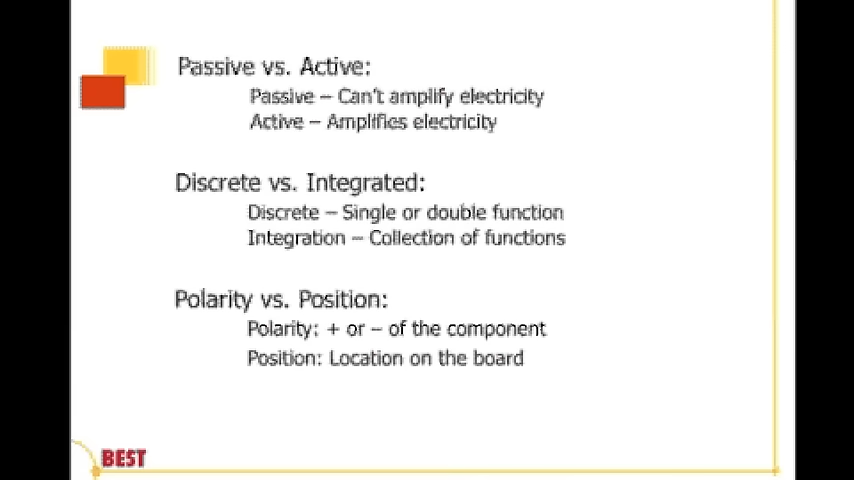 Passive vs. Active:
Passive – Can't amplify electricity
Active – Amplifies electricity
Discrete vs. Integrated:
Discrete – Single or double function
Integration – Collection of functions
Polarity vs. Position:
Polarity: + or – of the component
Position: Location on the board
BEST